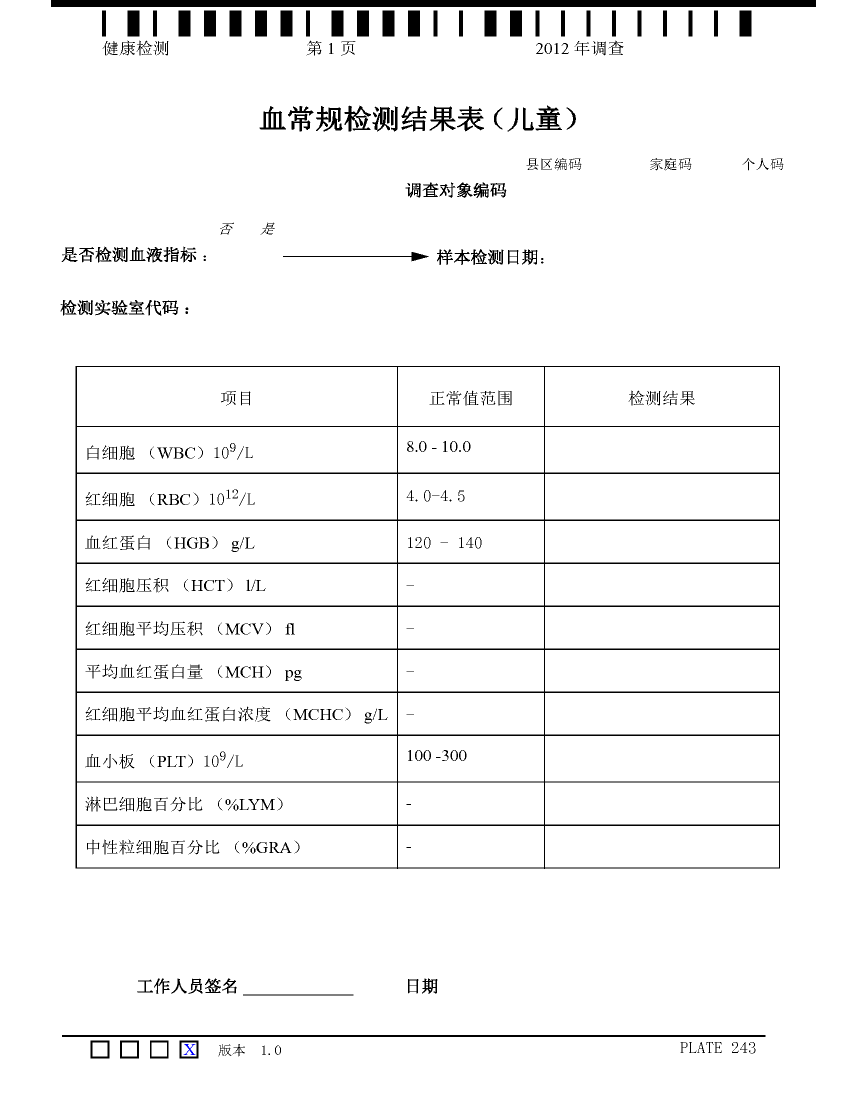 健康检测 第 1 页 2012 年调查
血常规检测结果表（儿童）
县区编码 家庭码 个人码
调查对象编码
否 是
是否检测血液指标： 样本检测日期：
检测实验室代码：
项目 正常值范围 检测结果
白细胞 （WBC）10⁹/L 8.0 - 10.0
红细胞 （RBC）10¹²/L 4.0-4.5
血红蛋白 （HGB） g/L 120 - 140
红细胞压积 （HCT） l/L -
红细胞平均压积 （MCV） fl -
平均血红蛋白量 （MCH） pg -
红细胞平均血红蛋白浓度 （MCHC） g/L -
血小板 （PLT）10⁹/L 100 -300
淋巴细胞百分比 （%LYM） -
中性粒细胞百分比 （%GRA） -
工作人员签名 日期
X 版本 1.0 PLATE 243